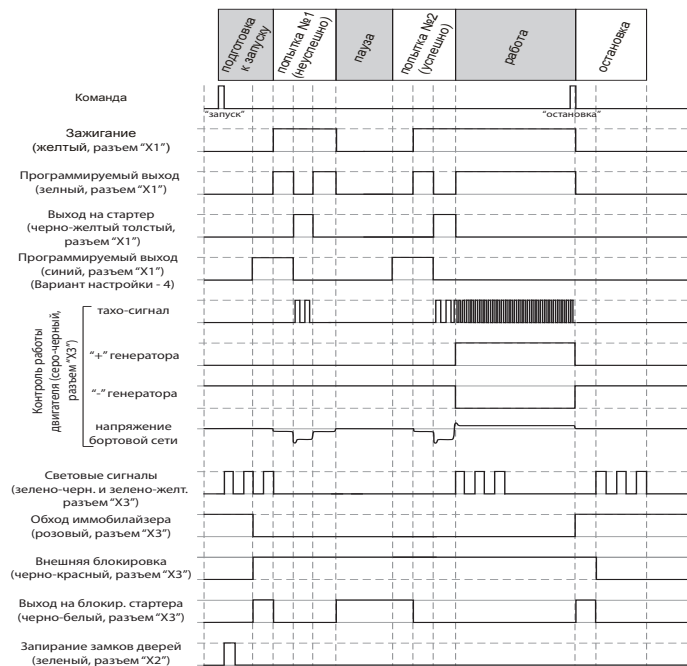 подготовка
к запуску
попытка №1
(неуспешно)
пауза
попытка №2
(успешно)
работа
остановка
Команда
"запуск"
"остановка"
Зажигание
(желтый, разъем "X1")
Программируемый выход
(зелный, разъем "X1")
Выход на стартер
(черно-желтый толстый,
разъем "X1")
Программируемый выход
(синий, разъем "X1")
(Вариант настройки - 4)
Контроль работы
двигателя (серо-черный,
разъем "X3")
тахо-сигнал
"+" генератора
"-" генератора
напряжение
бортовой сети
Световые сигналы
(зелено-черн. и зелено-желт.
разъем "X3")
Обход иммобилайзера
(розовый, разъем "X3")
Внешняя блокировка
(черно-красный, разъем "X3")
Выход на блокир. стартера
(черно-белый, разъем "X3")
Запирание замков дверей
(зеленый, разъем "X2")